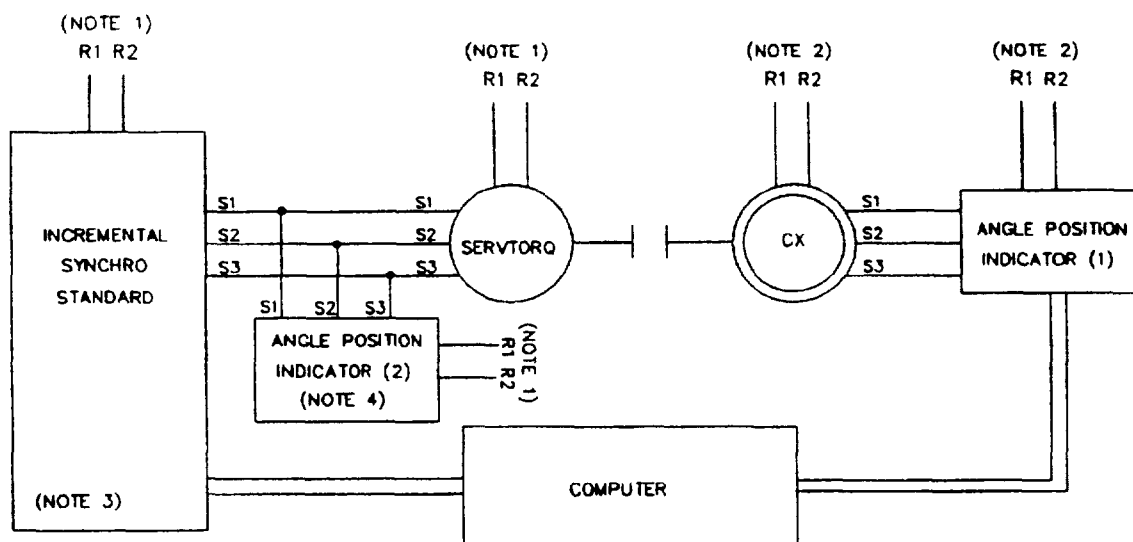 (NOTE 1)
R1 R2
(NOTE 1)
R1 R2
(NOTE 2)
R1 R2
(NOTE 2)
R1 R2
INCREMENTAL
SYNCHRO
STANDARD
(NOTE 3)
S1
S2
S3
S1
S2
S3
S1
S2
S3
SERVTORQ
CX
S1
S2
S3
ANGLE POSITION
INDICATOR (1)
ANGLE POSITION
INDICATOR (2)
(NOTE 4)
(NOTE 1)
R1 R2
COMPUTER